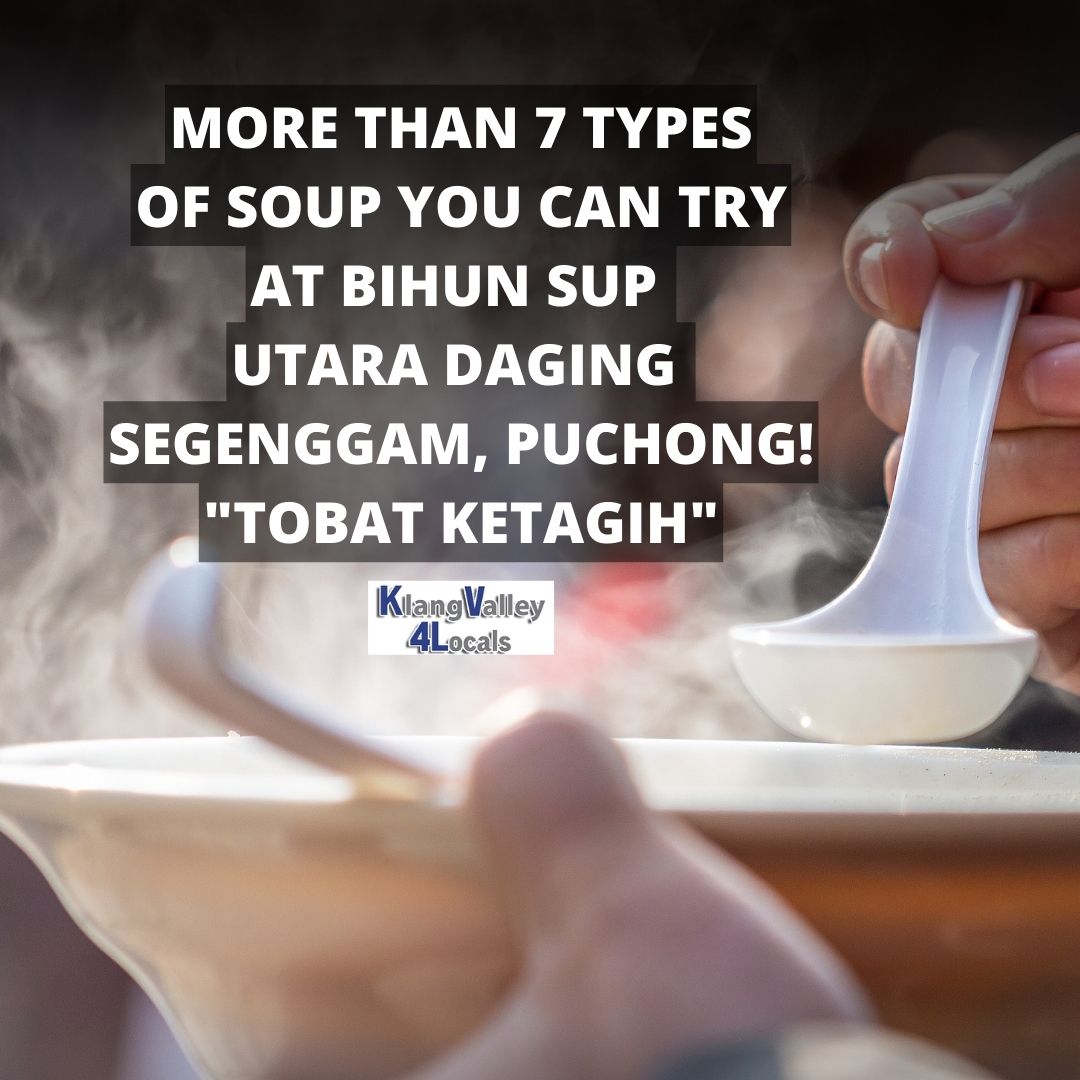 MORE THAN 7 TYPES
OF SOUP YOU CAN TRY
AT BIHUN SUP
UTARA DAGING
SEGENGGAM, PUCHONG!
"TOBAT KETAGIH"
KlangValley
4Locals